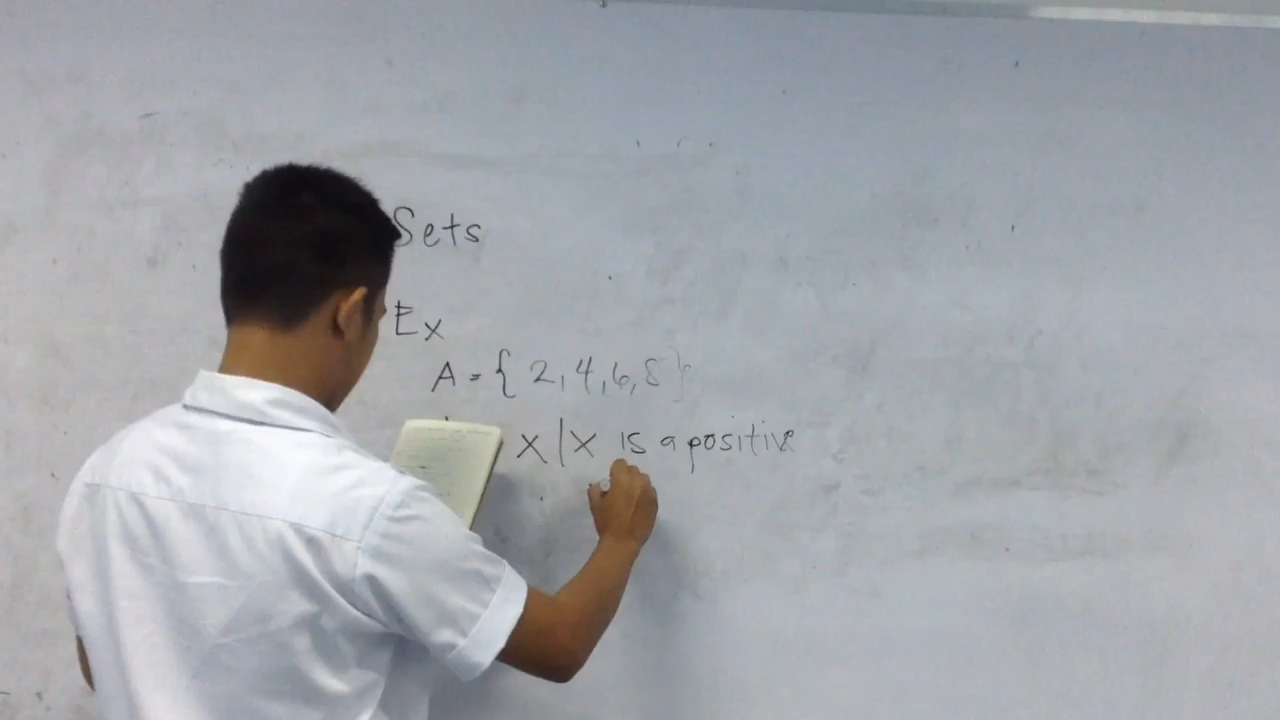 Sets
Ex
A = { 2, 4, 6, 8 }
x | x is a positive